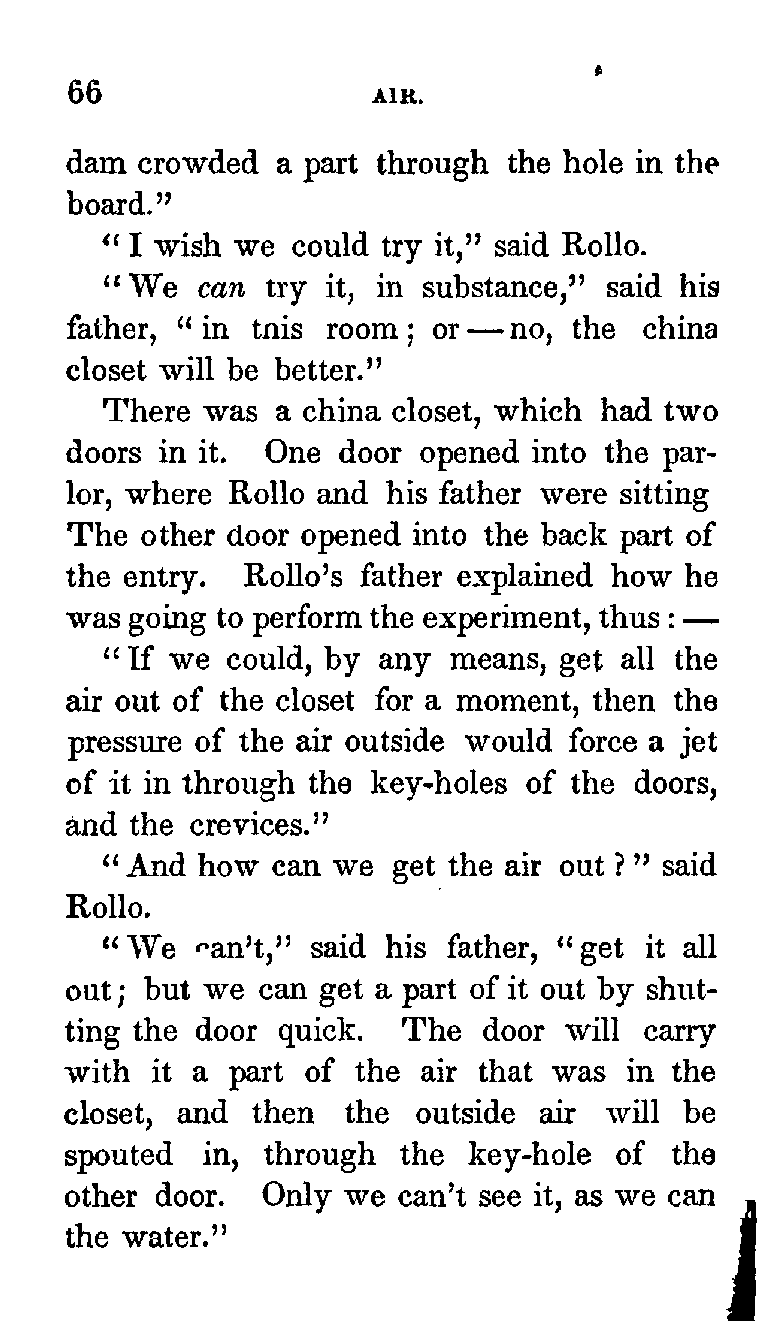 66 AIR.
dam crowded a part through the hole in the
board."
"I wish we could try it," said Rollo.
"We can try it, in substance," said his
father, "in this room; or — no, the china
closet will be better."
There was a china closet, which had two
doors in it. One door opened into the par-
lor, where Rollo and his father were sitting
The other door opened into the back part of
the entry. Rollo's father explained how he
was going to perform the experiment, thus: —
"If we could, by any means, get all the
air out of the closet for a moment, then the
pressure of the air outside would force a jet
of it in through the key-holes of the doors,
and the crevices."
"And how can we get the air out?" said
Rollo.
"We can't," said his father, "get it all
out; but we can get a part of it out by shut-
ting the door quick. The door will carry
with it a part of the air that was in the
closet, and then the outside air will be
spouted in, through the key-hole of the
other door. Only we can't see it, as we can
the water."